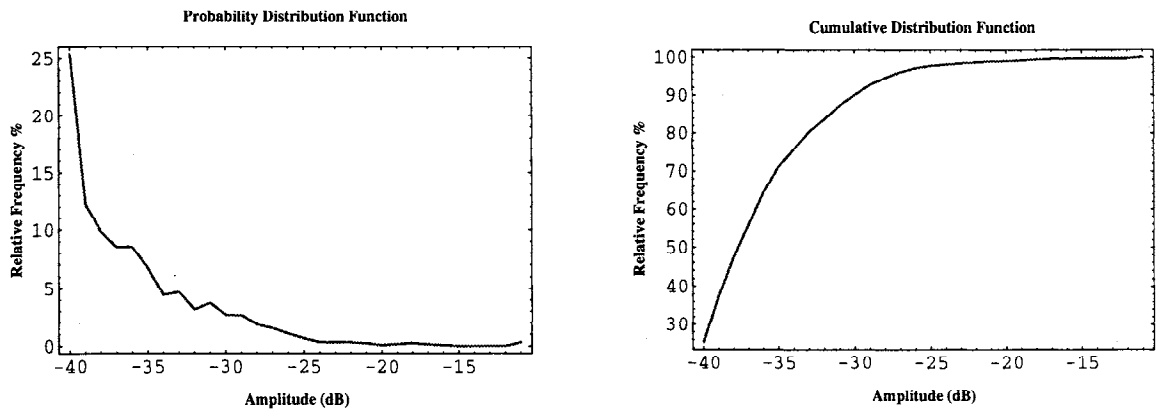 Probability Distribution Function
25
20
15
10
5
0
-40 -35 -30 -25 -20 -15
Relative Frequency %
Amplitude (dB)
Cumulative Distribution Function
100
90
80
70
60
50
40
30
-40 -35 -30 -25 -20 -15
Relative Frequency %
Amplitude (dB)